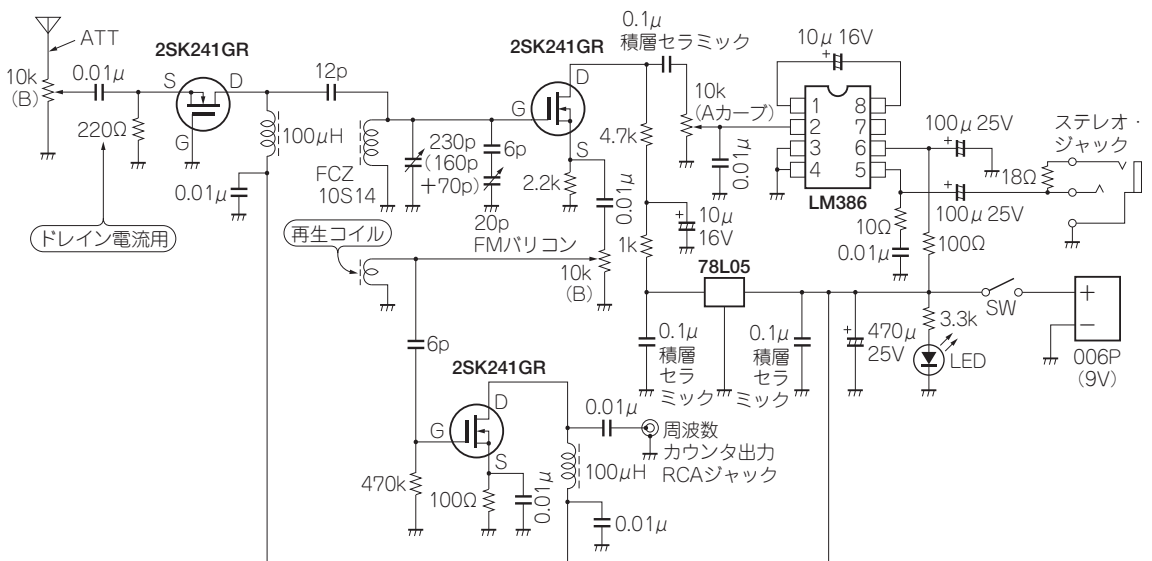 ATT
10k
(B)
0.01μ
2SK241GR
S
D
G
220Ω
ドレイン電流用
100μH
0.01μ
12p
FCZ
10S14
230p
(160p
+70p)
6p
20p
FMバリコン
2SK241GR
D
G
S
2.2k
0.01μ
10k
(B)
再生コイル
4.7k
10μ
16V
1k
0.1μ
積層セラミック
10k
(Aカーブ)
0.01μ
10μ 16V
1
2
3
4
8
7
6
5
LM386
100μ 25V
100μ 25V
ステレオ・
ジャック
18Ω
10Ω
0.01μ
100Ω
78L05
0.1μ
積層
セラ
ミック
0.1μ
積層
セラ
ミック
470μ
25V
3.3k
LED
SW
+
−
006P
(9V)
6p
2SK241GR
D
G
S
470k
100Ω
0.01μ
100μH
0.01μ
0.01μ
周波数
カウンタ出力
RCAジャック
+
+
+
+
+